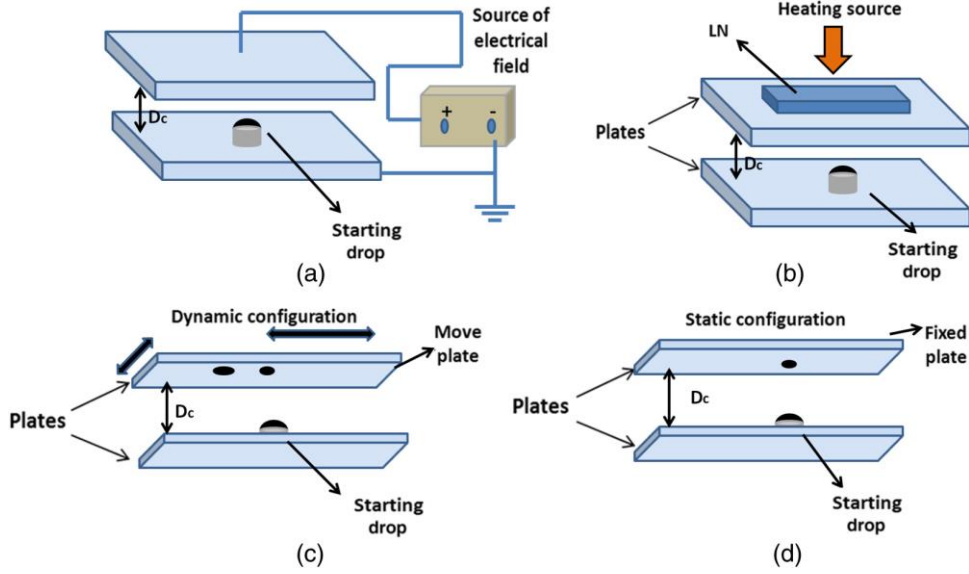 Source of
electrical
field
+ -
Dc
Starting
drop
(a)
Heating source
LN
Plates
Dc
Starting
drop
(b)
Dynamic configuration
Move
plate
Plates
Dc
Starting
drop
(c)
Static configuration
Fixed
plate
Plates
Dc
Starting
drop
(d)